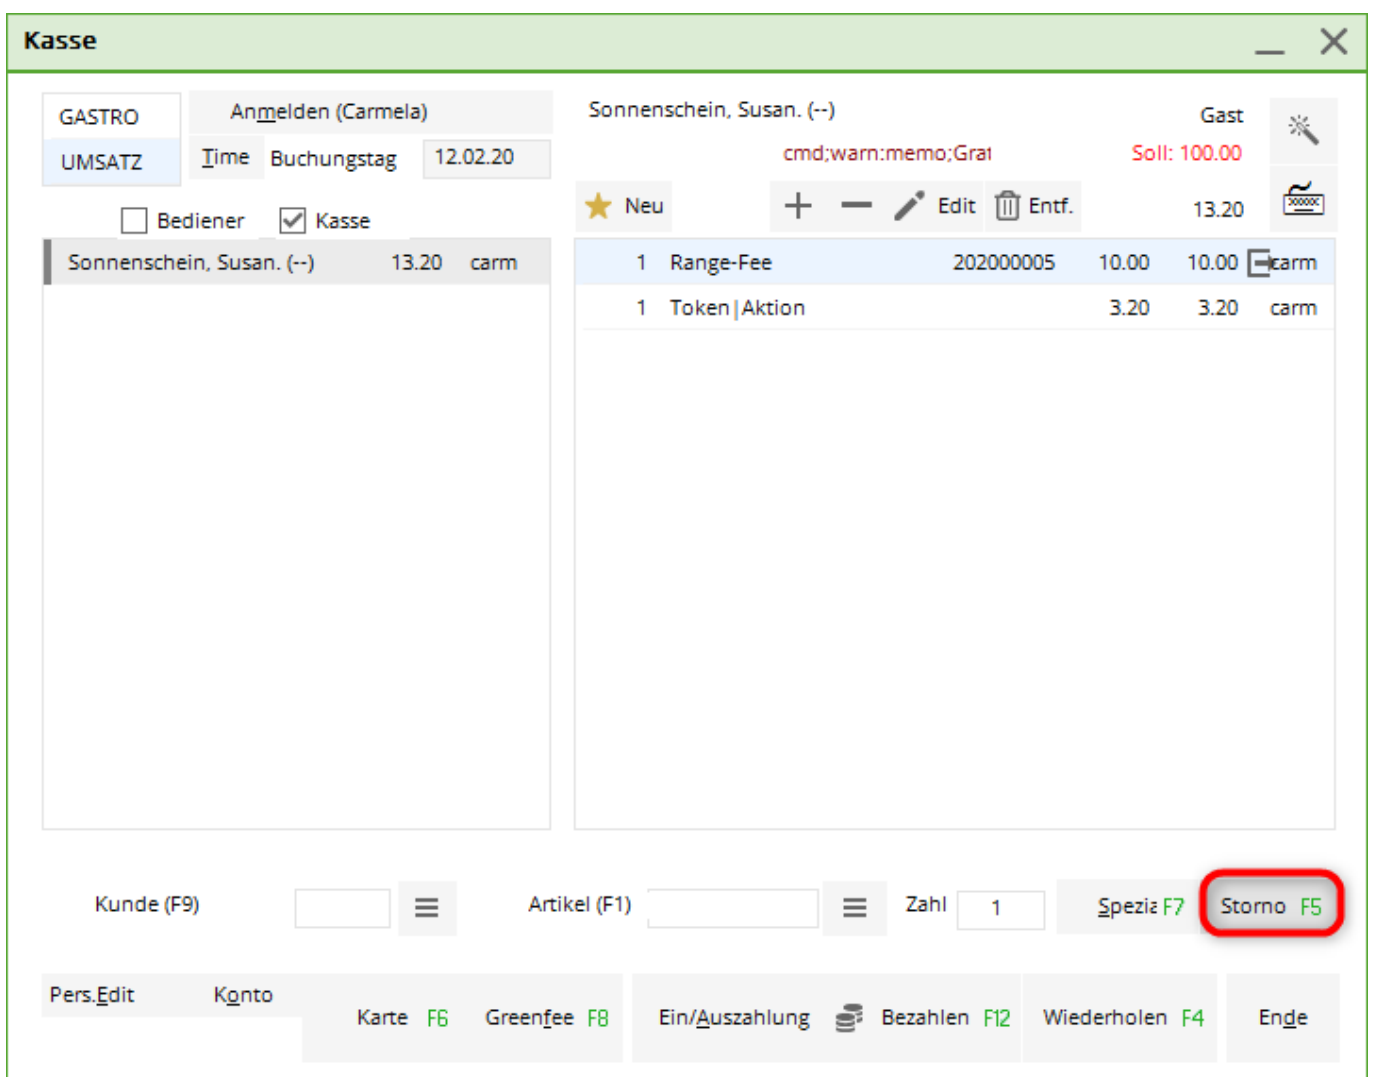 Kasse
GASTRO
Anmelden (Carmela)
Sonnenschein, Susan. (--)
Gast
UMSATZ
Time Buchungstag 12.02.20
cmd;warn:memo;Grat
Soll: 100.00
Neu
Edit
Entf.
13.20
Bediener
Kasse
Sonnenschein, Susan. (--) 13.20 carm
1 Range-Fee 202000005 10.00 10.00 carm
1 Token|Aktion 3.20 3.20 carm
Kunde (F9)
Artikel (F1)
Zahl 1
Spezia F7
Storno F5
Pers.Edit
Konto
Karte F6
Greenfee F8
Ein/Auszahlung
Bezahlen F12
Wiederholen F4
Ende